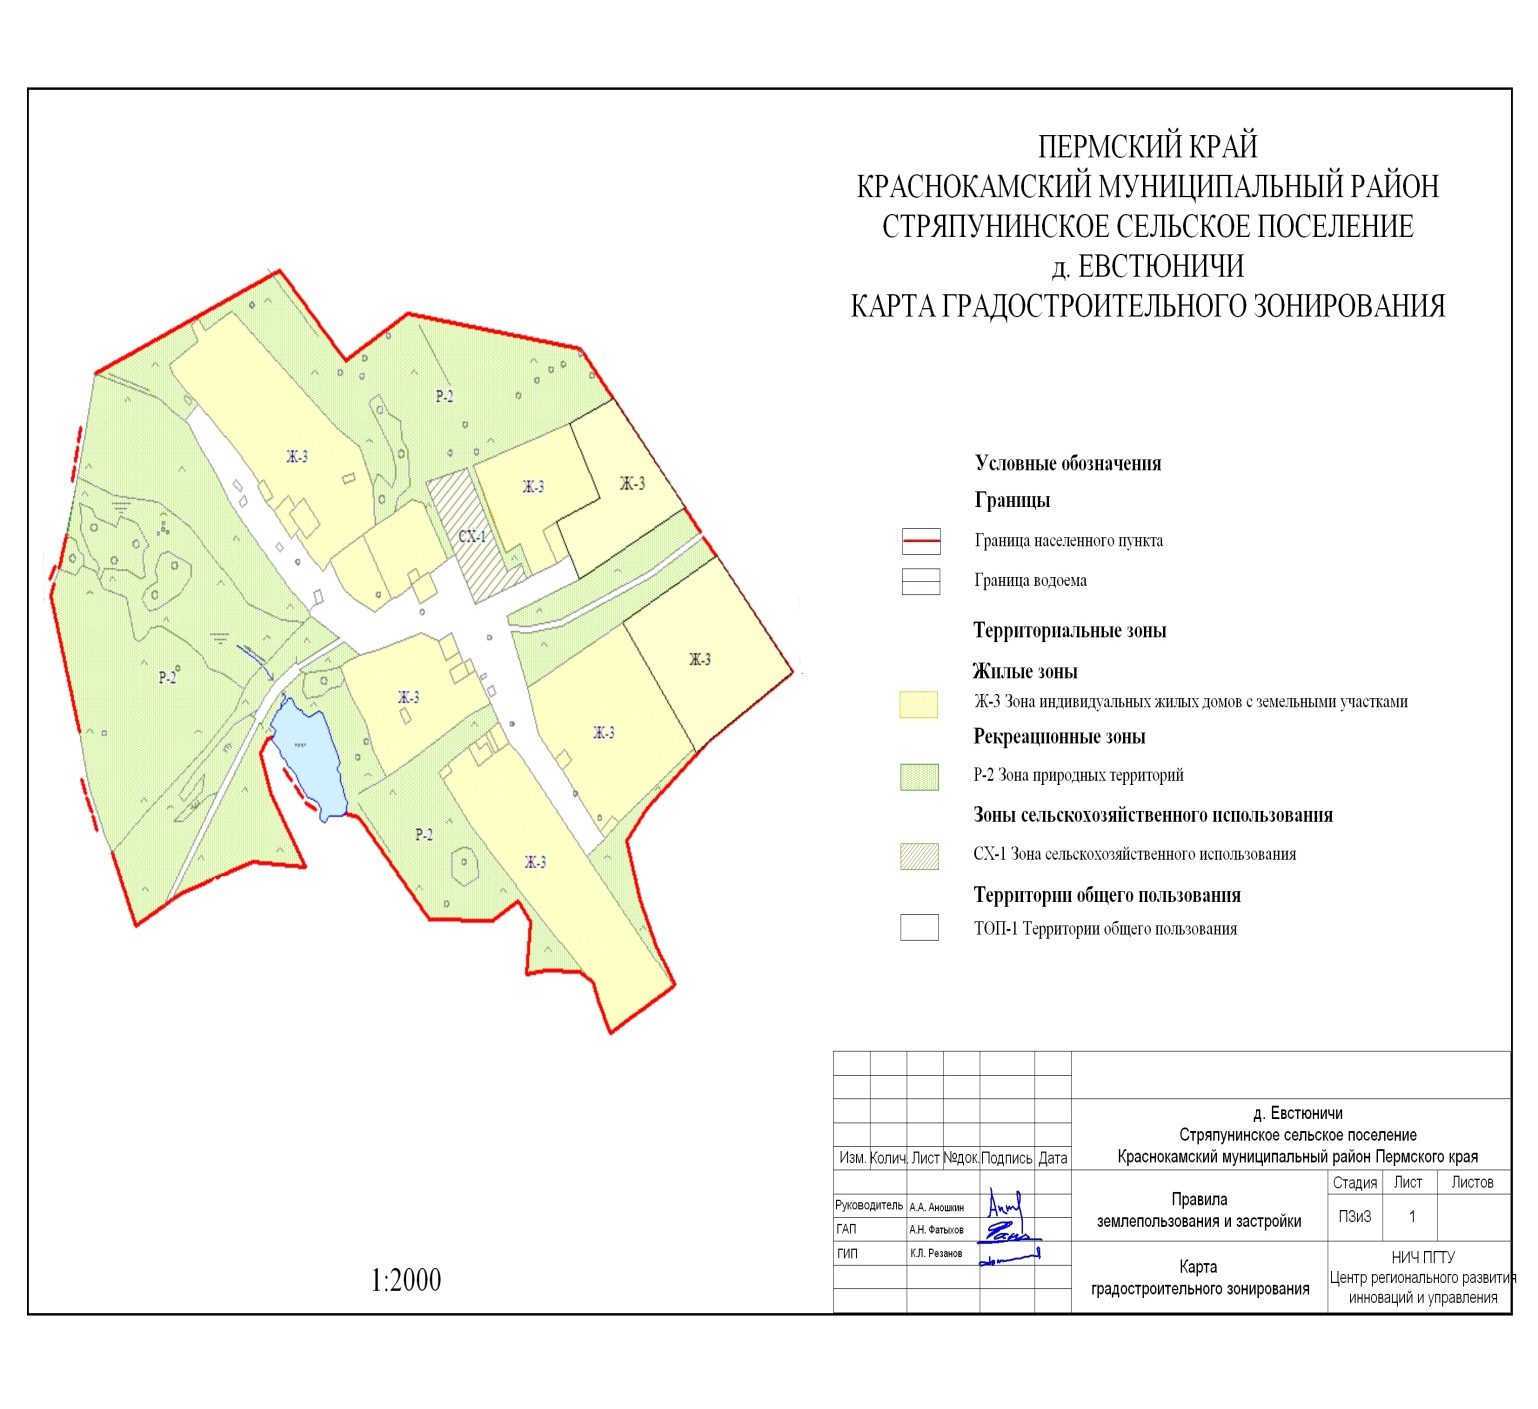 ПЕРМСКИЙ КРАЙ
КРАСНОКАМСКИЙ МУНИЦИПАЛЬНЫЙ РАЙОН
СТРЯПУНИНСКОЕ СЕЛЬСКОЕ ПОСЕЛЕНИЕ
д. ЕВСТЮНИЧИ
КАРТА ГРАДОСТРОИТЕЛЬНОГО ЗОНИРОВАНИЯ
Р-2
Ж-3
Ж-3
Ж-3
СХ-1
Р-2
Ж-3
Ж-3
Ж-3
Р-2
Ж-3
Условные обозначения
Границы
Граница населенного пункта
Граница водоема
Территориальные зоны
Жилые зоны
Ж-3 Зона индивидуальных жилых домов с земельными участками
Рекреационные зоны
Р-2 Зона природных территорий
Зоны сельскохозяйственного использования
СХ-1 Зона сельскохозяйственного использования
Территории общего пользования
ТОП-1 Территории общего пользования
1:2000
д. Евстюничи
Стряпунинское сельское поселение
Краснокамский муниципальный район Пермского края
Изм. Колич. Лист №док. Подпись Дата
Руководитель А.А. Аношкин
ГАП А.Н. Фатыхов
ГИП К.Л. Резанов
Правила
землепользования и застройки
Стадия Лист Листов
ПЗиЗ 1
Карта
градостроительного зонирования
НИЧ ПГТУ
Центр регионального развития
инноваций и управления